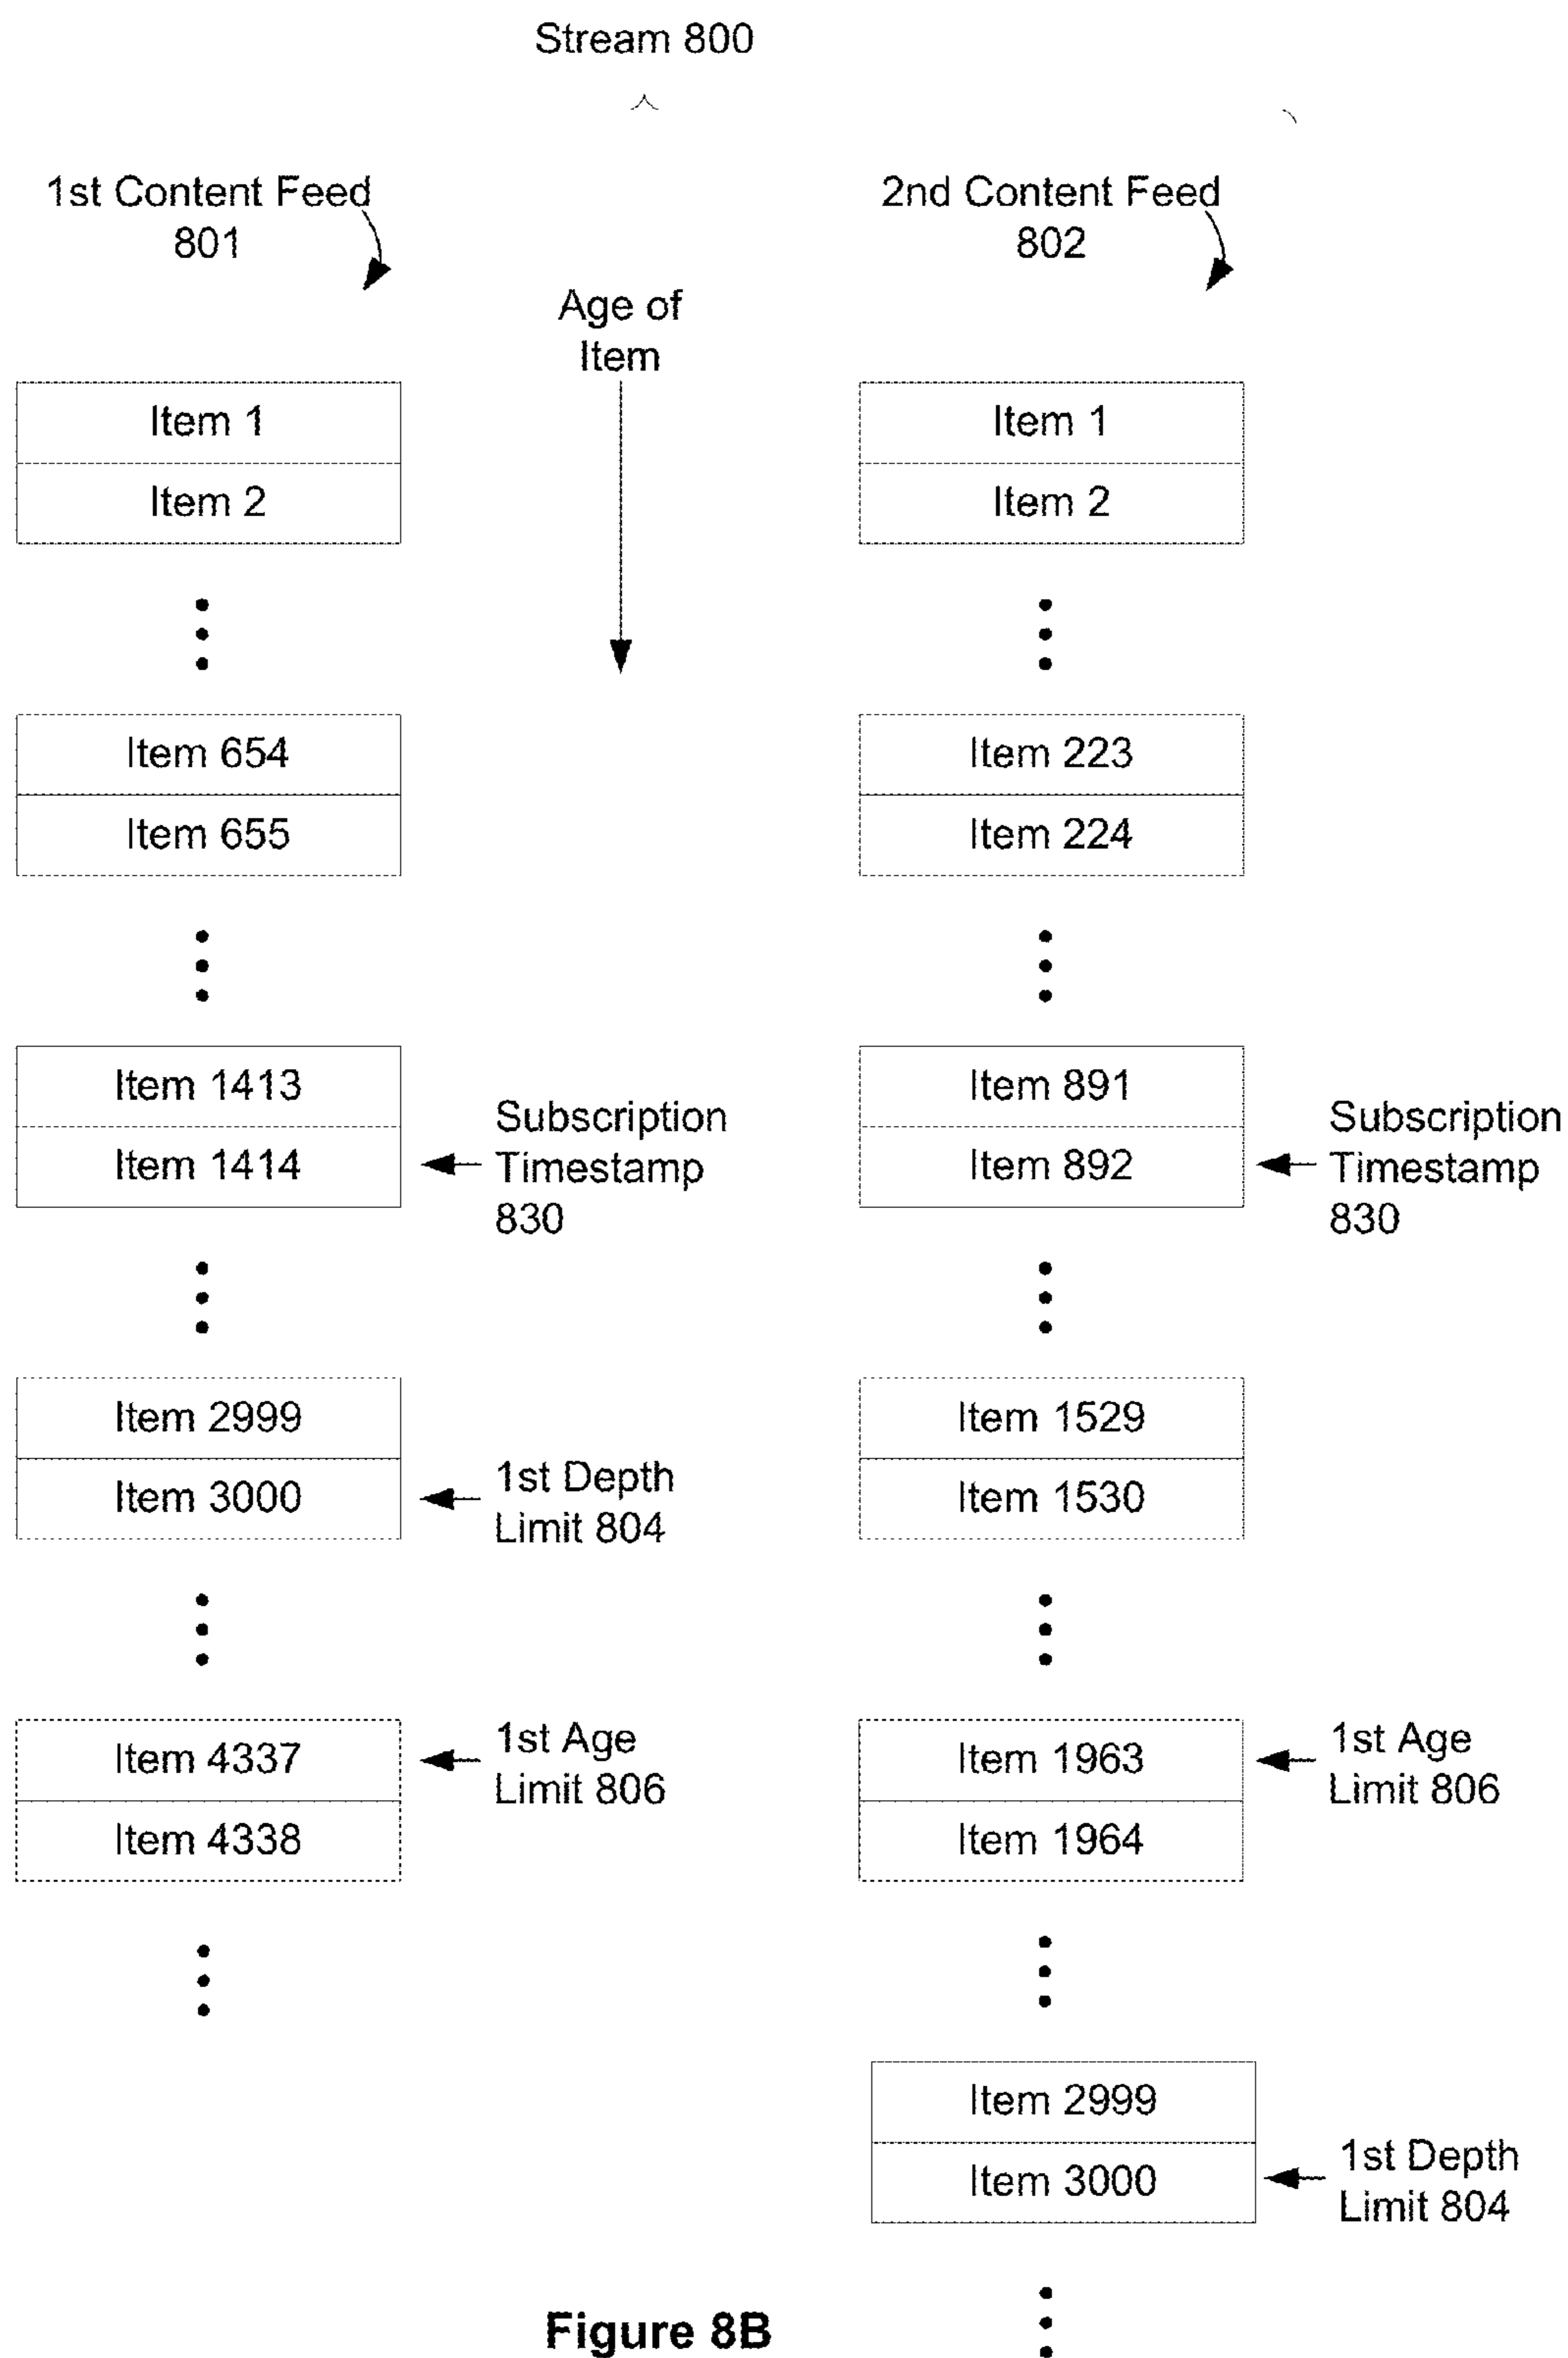 Stream 800
1st Content Feed
801
2nd Content Feed
802
Age of
Item
Item 1
Item 2
Item 654
Item 655
Item 1413
Item 1414
Subscription
Timestamp
830
Item 2999
Item 3000
1st Depth
Limit 804
Item 4337
Item 4338
1st Age
Limit 806
Item 1
Item 2
Item 223
Item 224
Item 891
Item 892
Subscription
Timestamp
830
Item 1529
Item 1530
Item 1963
Item 1964
1st Age
Limit 806
Item 2999
Item 3000
1st Depth
Limit 804
Figure 8B